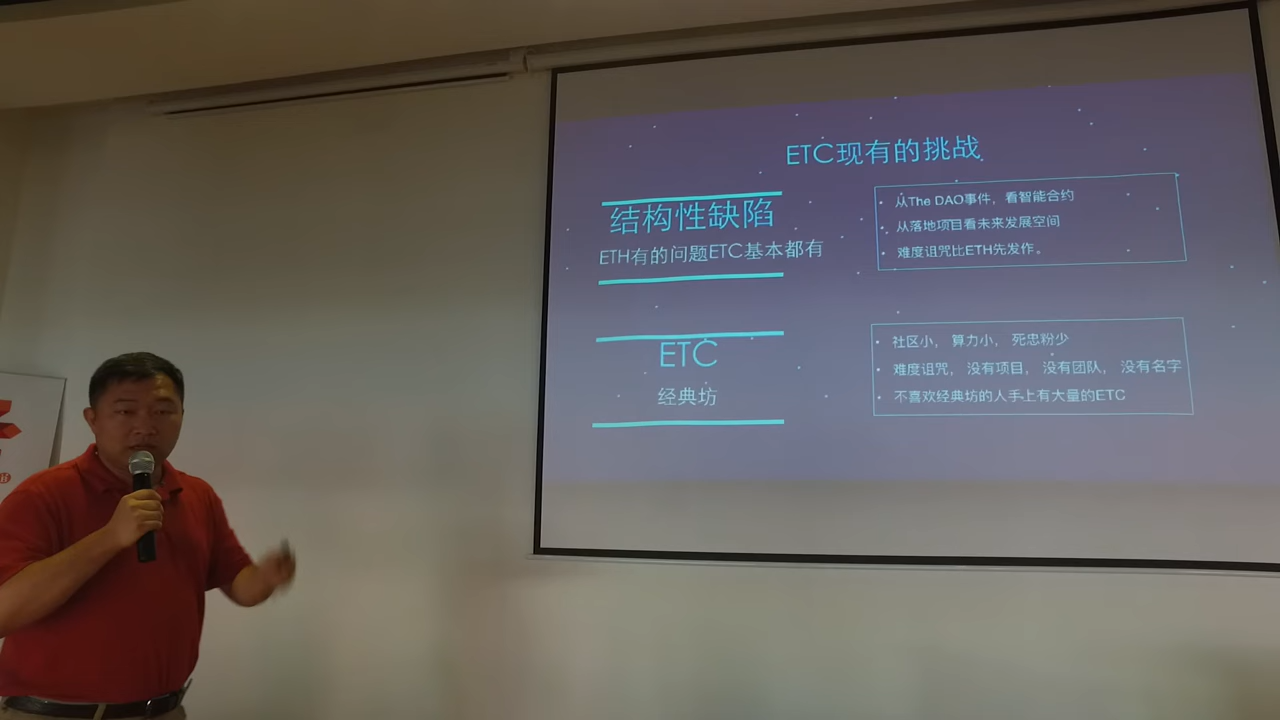 ETC现有的挑战
结构性缺陷
ETH有的问题ETC基本都有
从The DAO事件，看智能合约
从落地项目看未来发展空间
难度诅咒比ETH先发作。
ETC
经典坊
社区小， 算力小， 死忠粉少
难度诅咒， 没有项目， 没有团队， 没有名字
不喜欢经典坊的人手上有大量的ETC